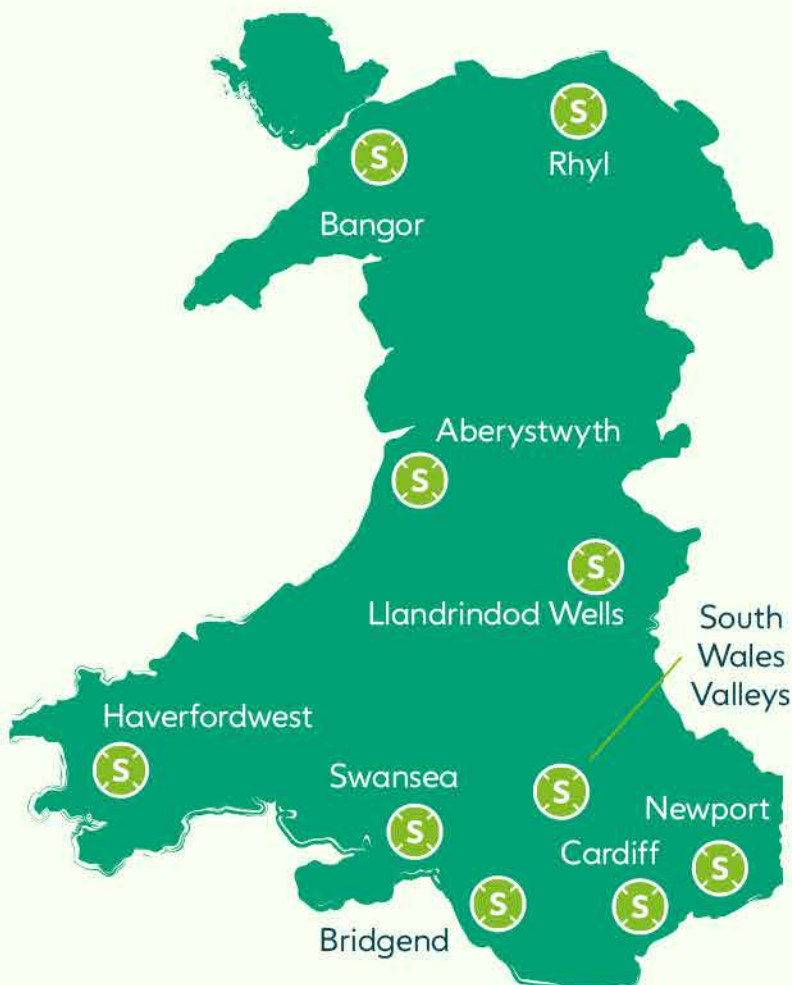 S
Rhyl
S
Bangor
Aberystwyth
S
S
Llandrindod Wells
South
Wales
Valleys
Haverfordwest
S
Swansea
S
S
Newport
S
Cardiff
S
Bridgend
S